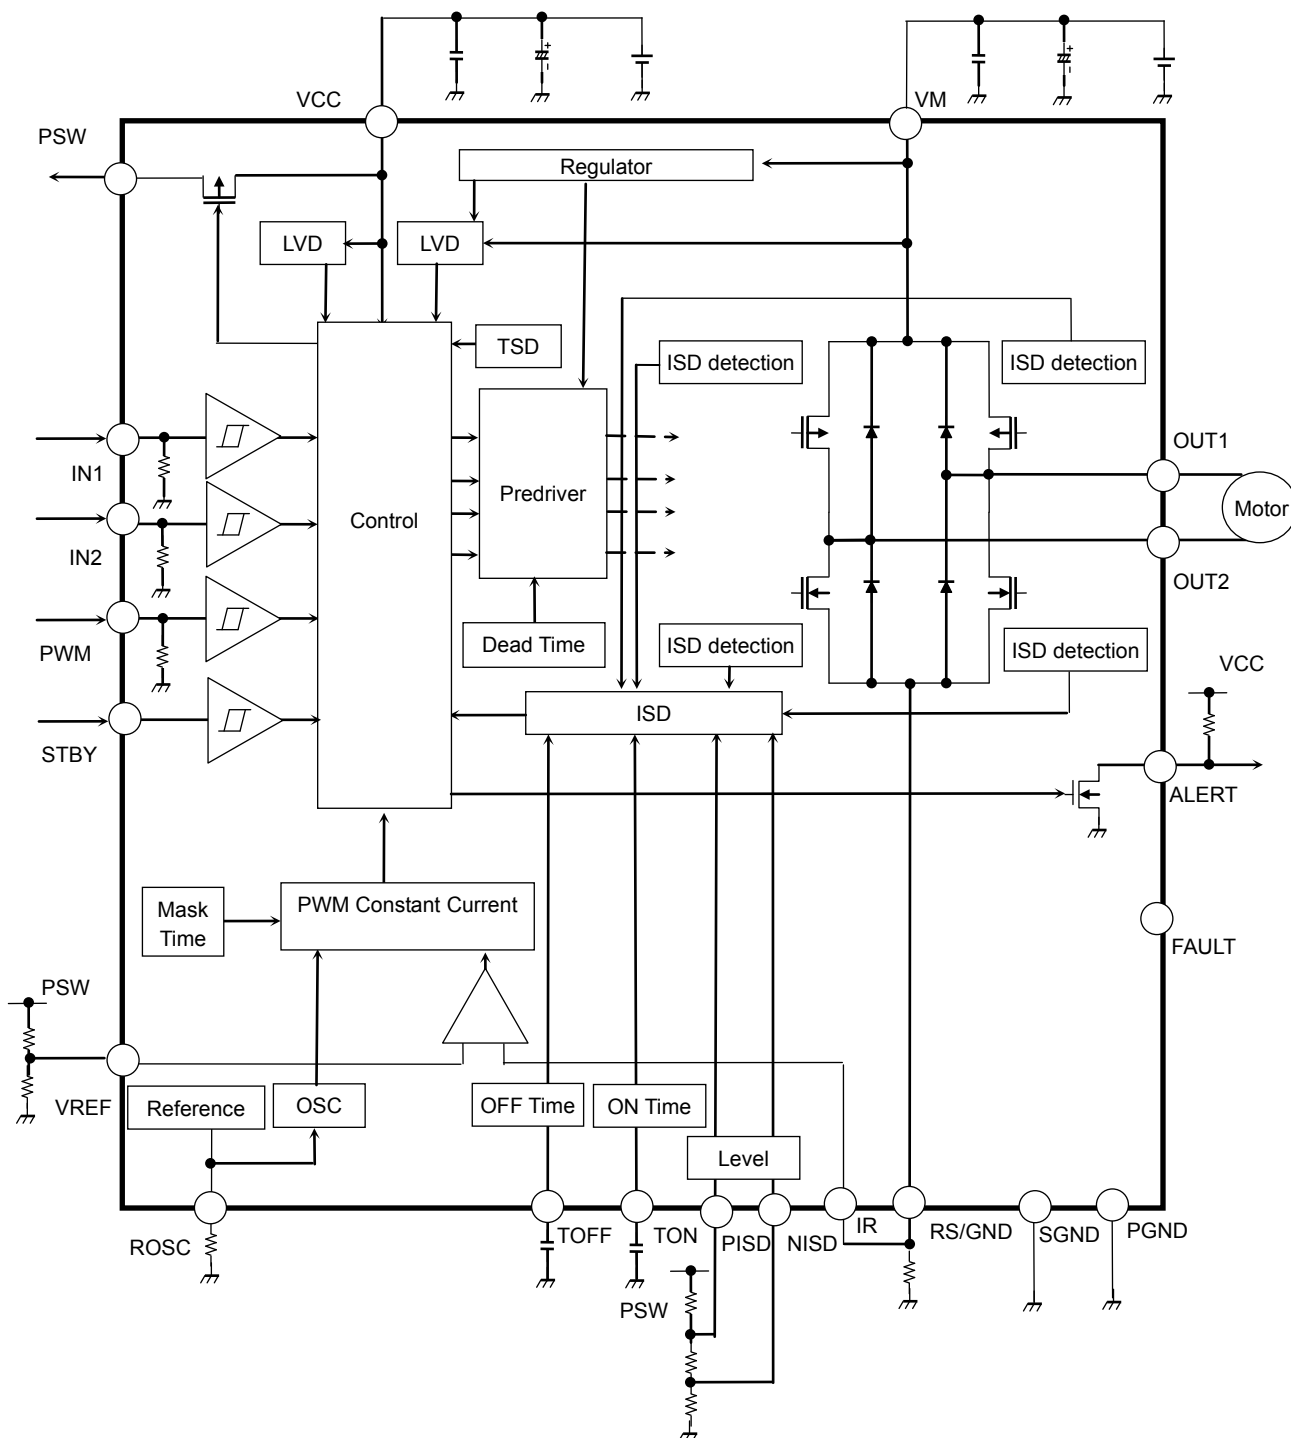 VCC
VM
PSW
Regulator
LVD
LVD
TSD
ISD detection
ISD detection
IN1
OUT1
Motor
Control
Predriver
IN2
OUT2
PWM
Dead Time
ISD detection
ISD detection
VCC
ISD
STBY
ALERT
Mask
Time
PWM Constant Current
FAULT
PSW
VREF
Reference
OSC
OFF Time
ON Time
Level
ROSC
TOFF
TON
PISD
NISD
IR
RS/GND
SGND
PGND
PSW
+
−
+
−